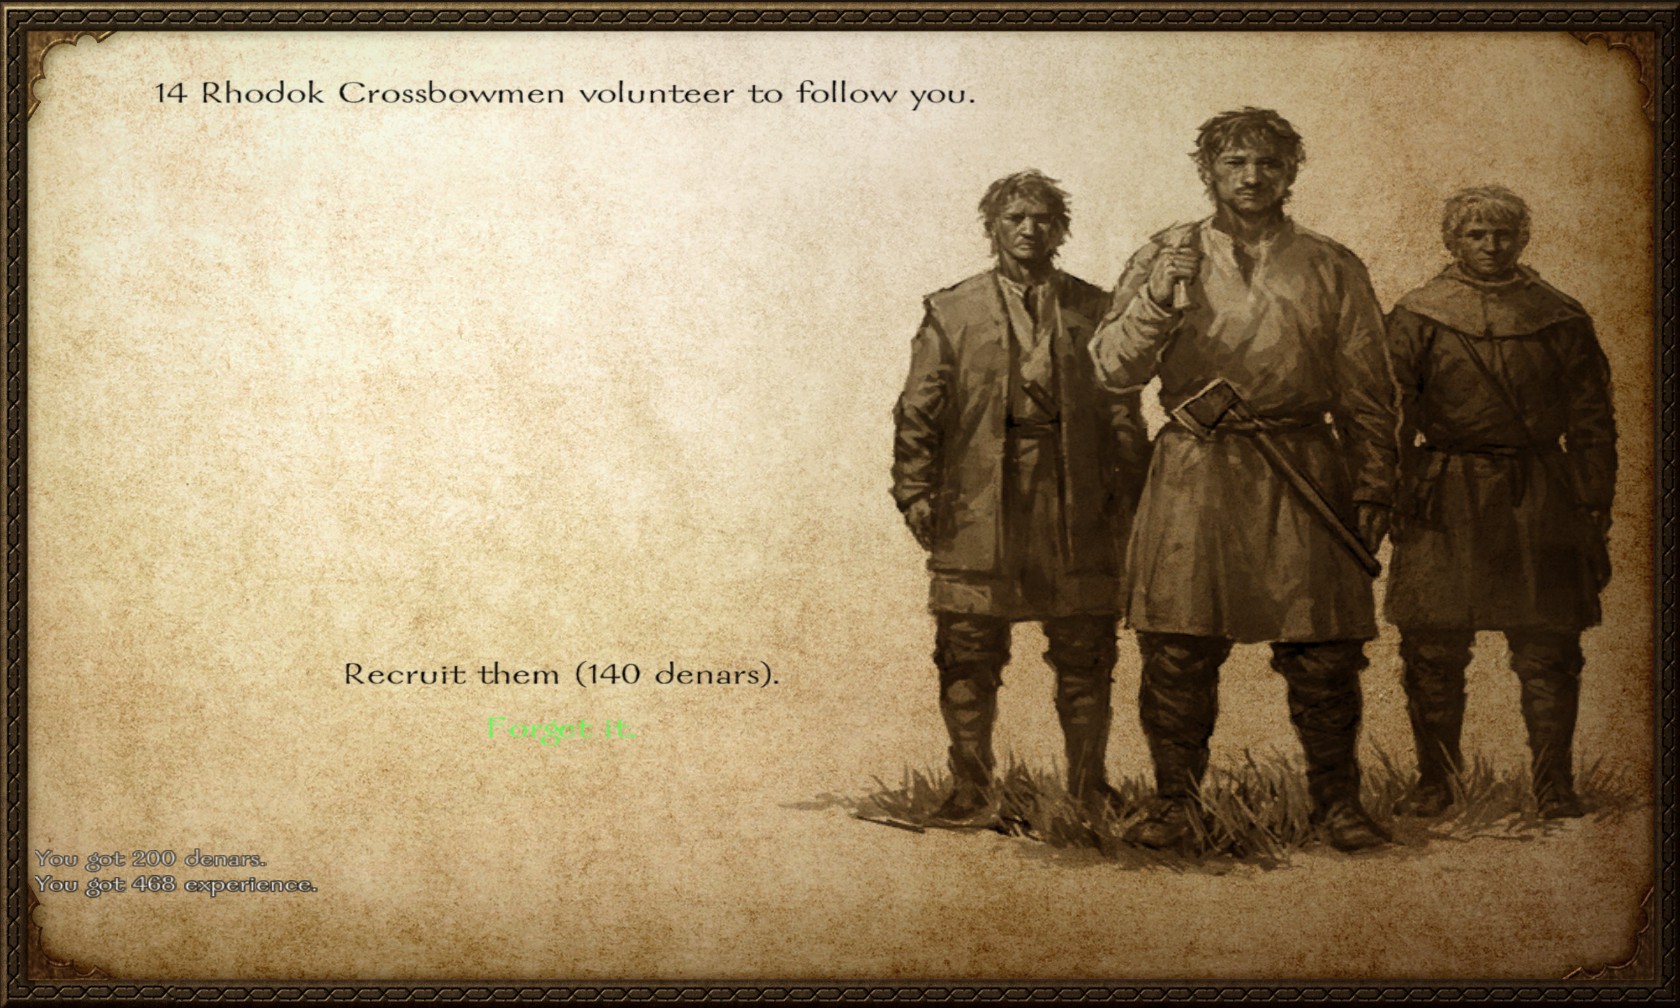 14 Rhodok Crossbowmen volunteer to follow you.
Recruit them (140 denars).
Forget it.
You got 200 denars.
You got 468 experience.